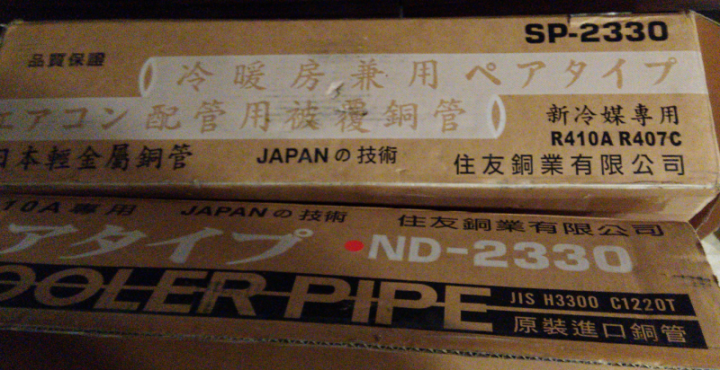 SP-2330
品質保證
冷暖房兼用ペアタイプ
エアコン配管用被覆銅管
新冷媒專用
R410A R407C
日本輕金屬銅管
JAPANの技術
住友銅業有限公司
10A專用
JAPANの技術
住友銅業有限公司
アタイプ
ND-2330
OOLER PIPE
JIS H3300 C1220T
原裝進口銅管